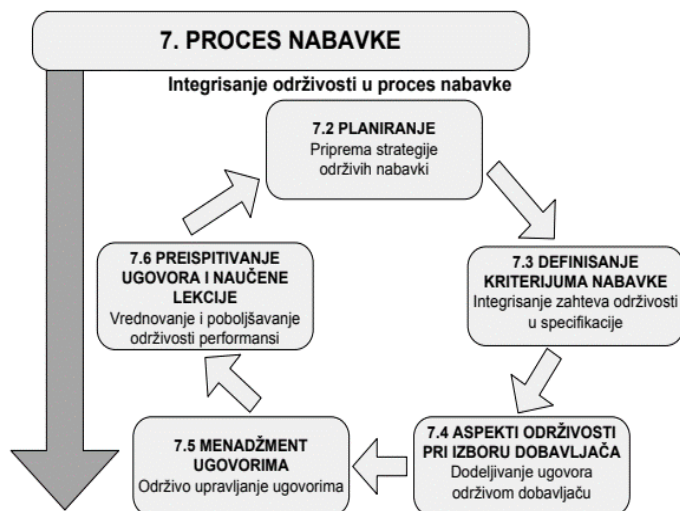 7. PROCES NABAVKE
Integrisanje održivosti u proces nabavke
7.2 PLANIRANJE
Priprema strategije
održivih nabavki
7.3 DEFINISANJE
KRITERIJUMA NABAVKE
Integrisanje zahteva održivosti
u specifikacije
7.4 ASPEKTI ODRŽIVOSTI
PRI IZBORU DOBAVLJAČA
Dodeljivanje ugovora
održivom dobavljaču
7.5 MENADŽMENT
UGOVORIMA
Održivo upravljanje ugovorima
7.6 PREISPITIVANJE
UGOVORA I NAUČENE
LEKCIJE
Vrednovanje i poboljšavanje
održivosti performansi